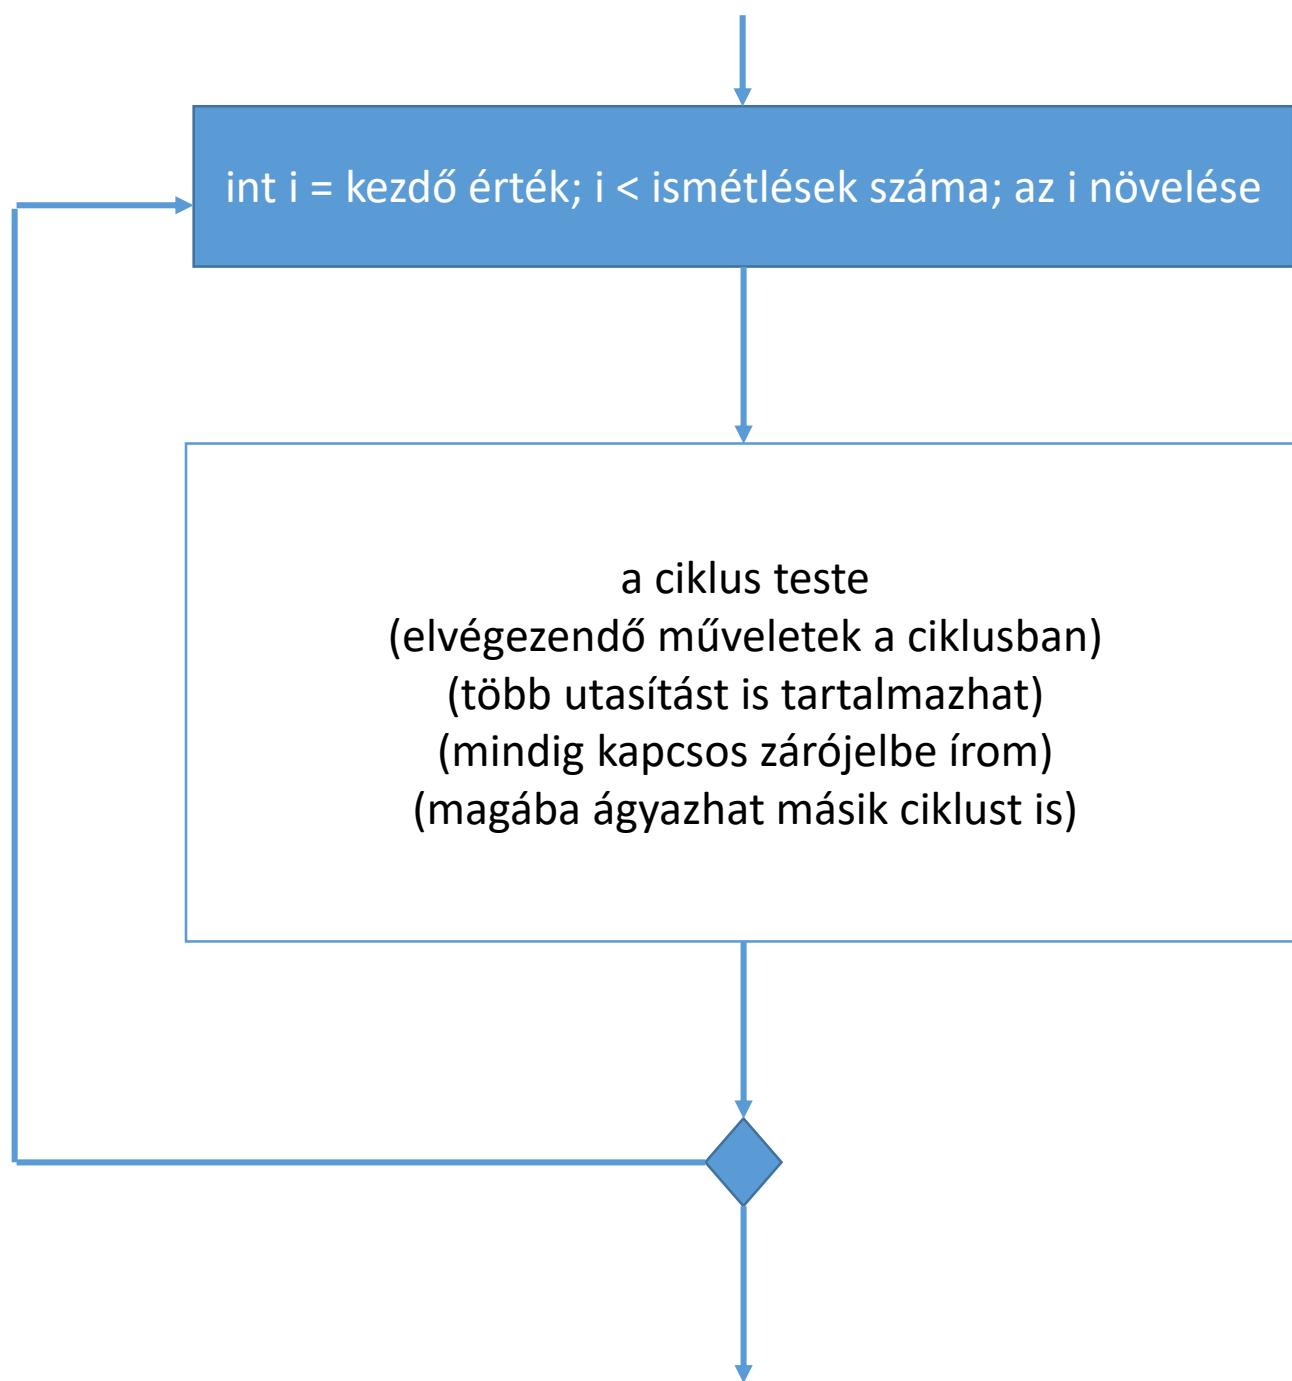 int i = kezdő érték; i < ismétlések száma; az i növelése
a ciklus teste
(elvégezendő műveletek a ciklusban)
(több utasítást is tartalmazhat)
(mindig kapcsos zárójelbe írom)
(magába ágyazhat másik ciklust is)